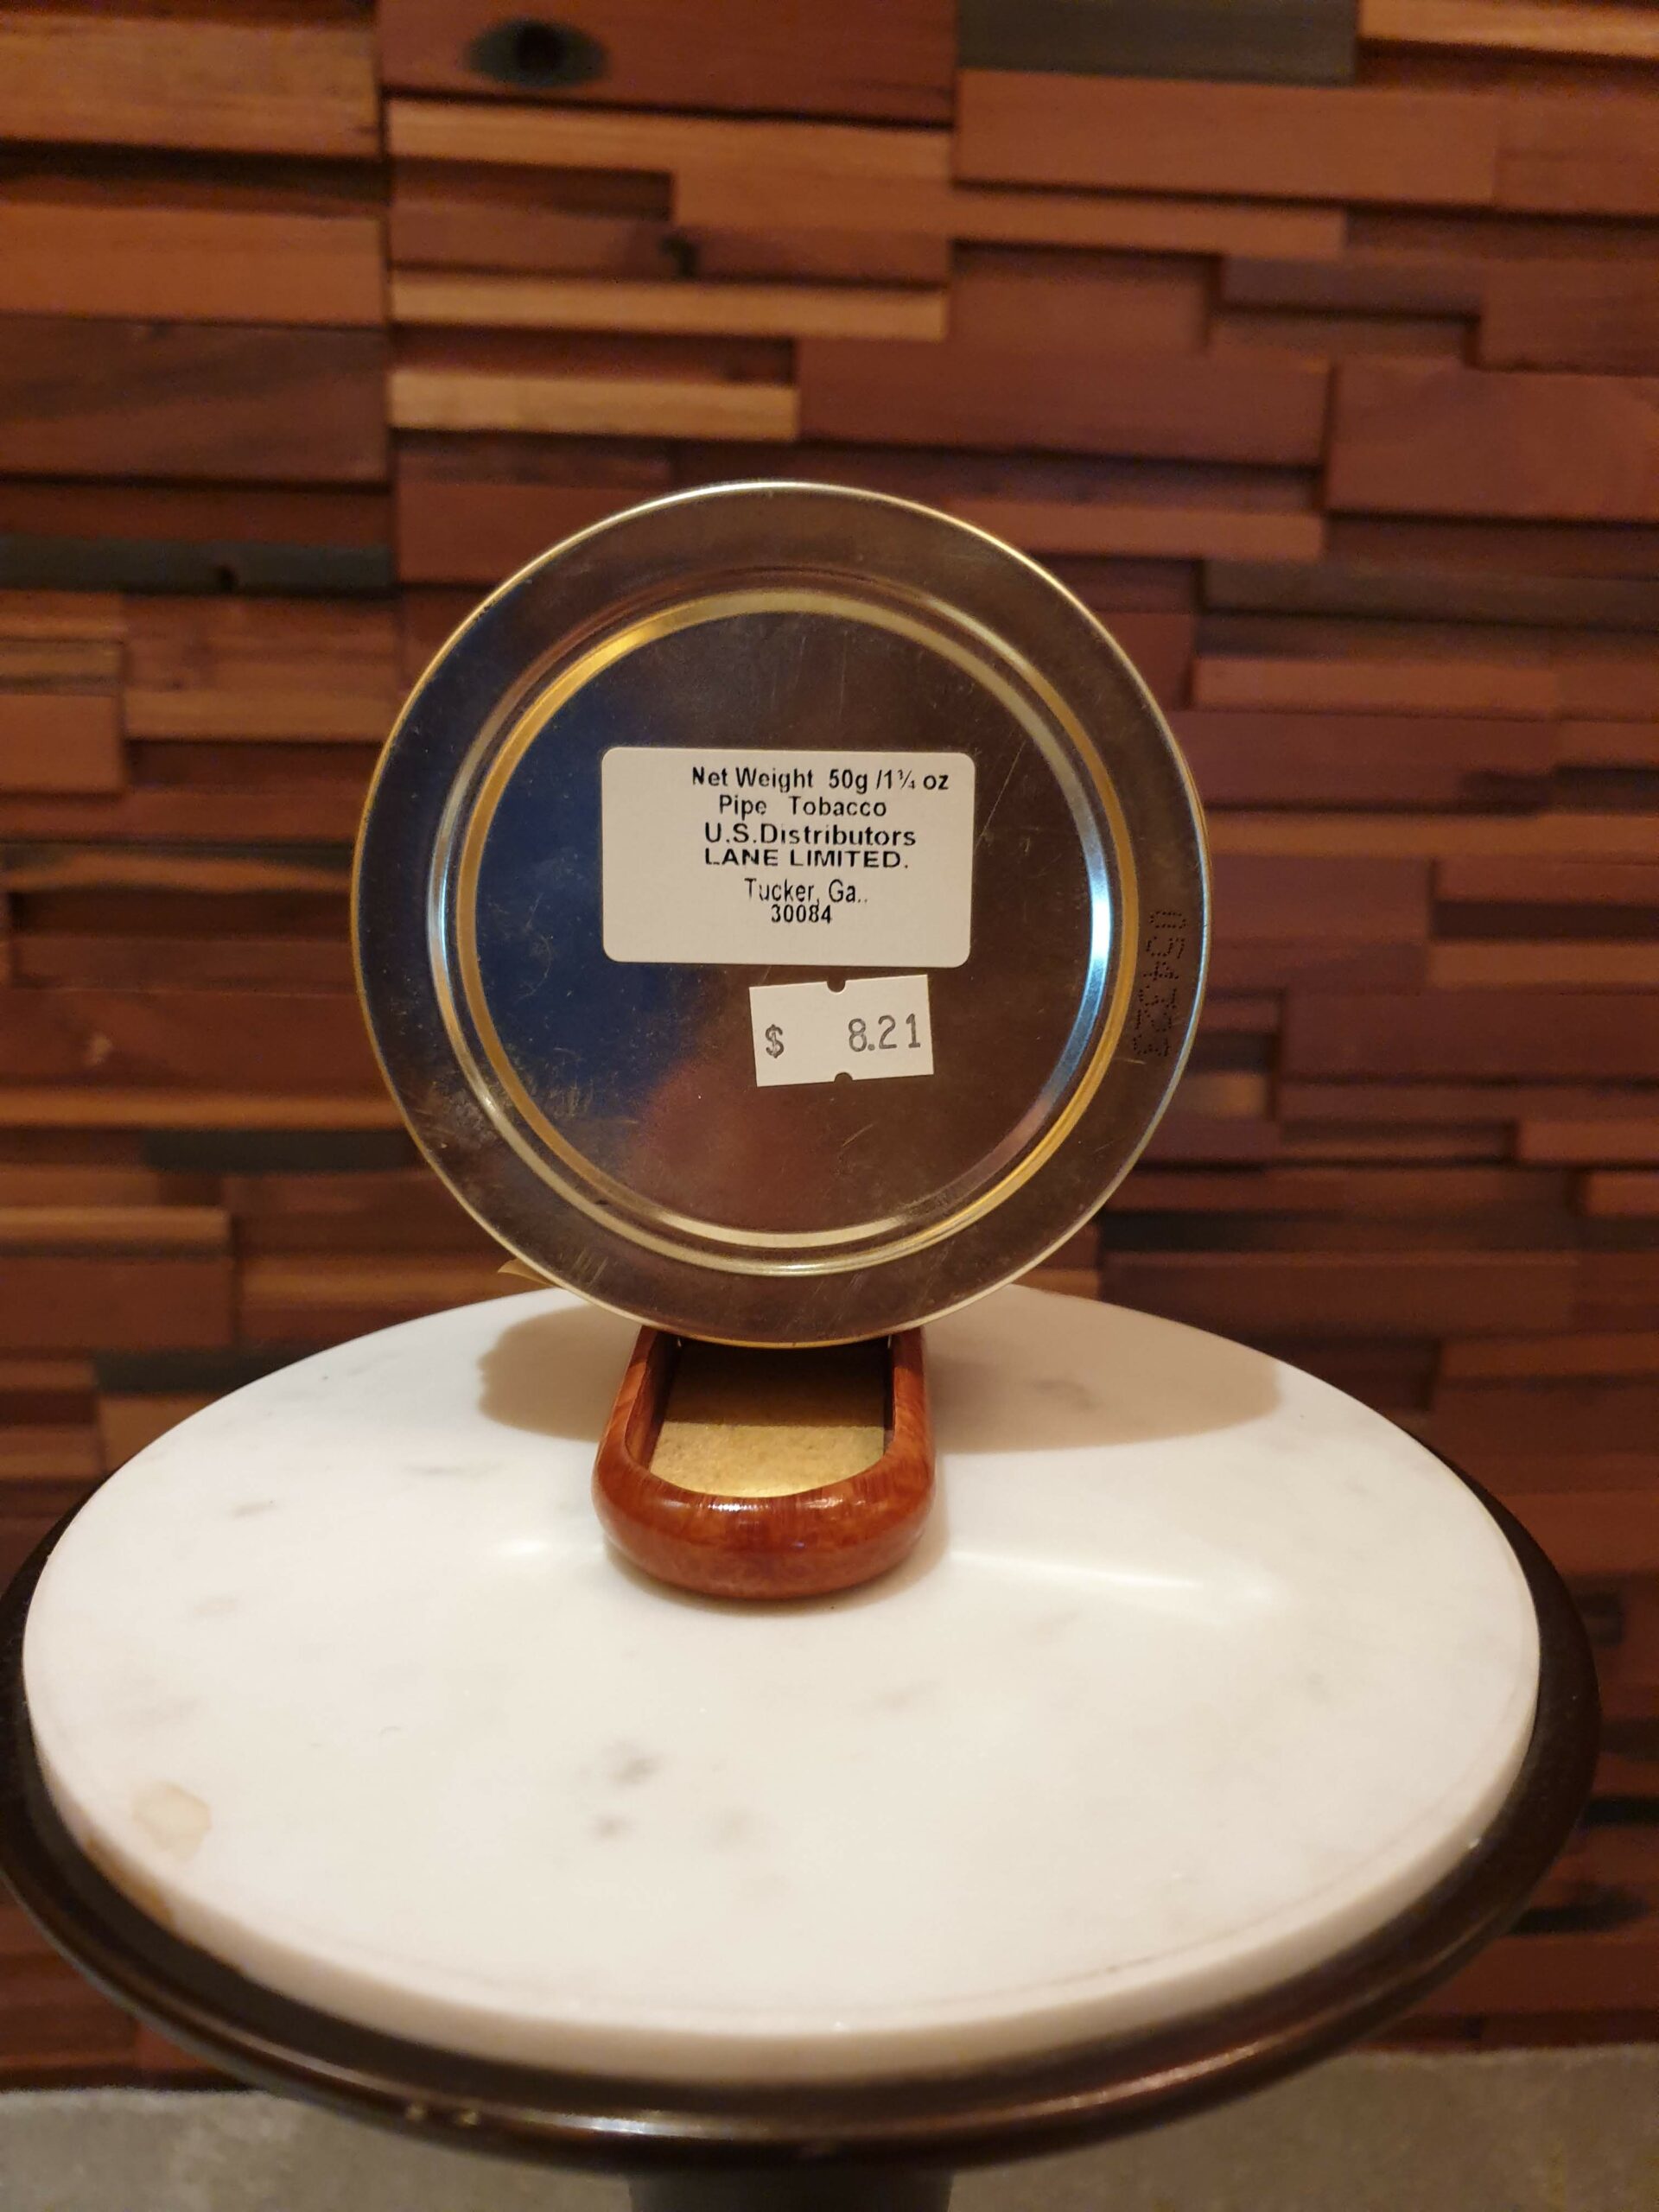 Net Weight 50g /1¾ oz
Pipe Tobacco
U.S.Distributors
LANE LIMITED.
Tucker, Ga..
30084
$ 8.21